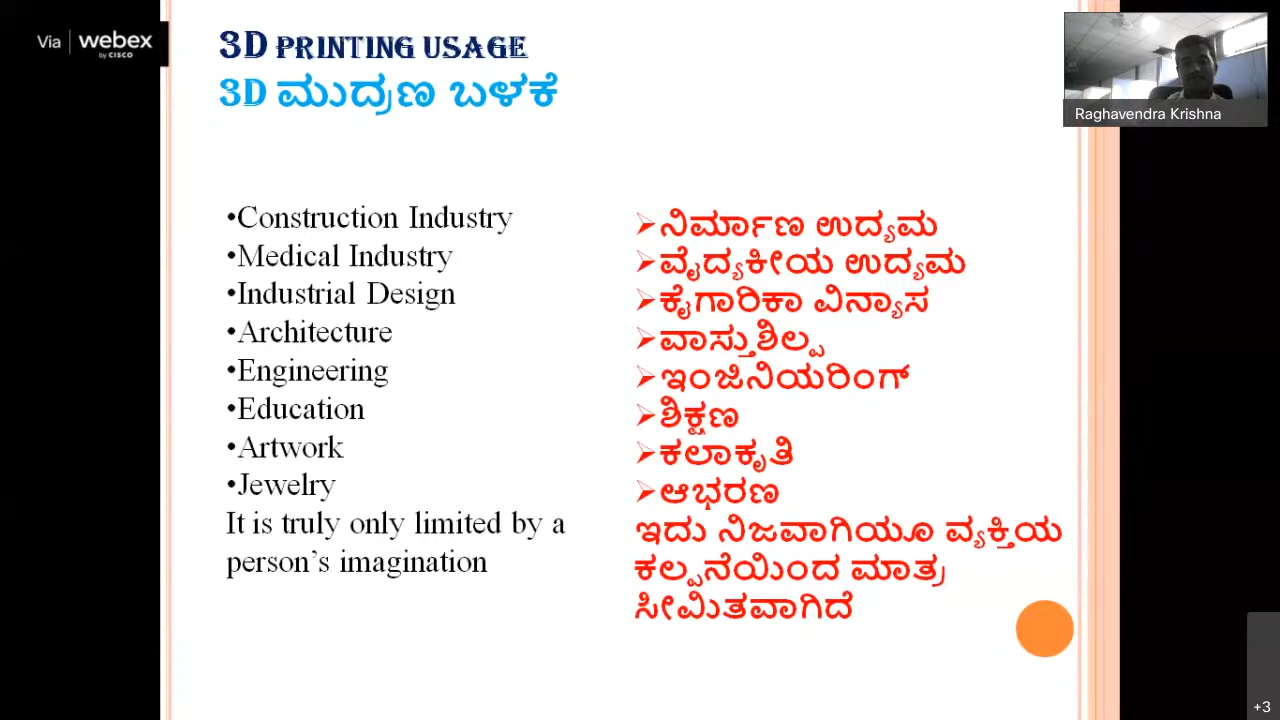 Via webex
by CISCO
3D PRINTING USAGE
3D ಮುದ್ರಣ ಬಳಕೆ
Raghavendra Krishna
•Construction Industry
•Medical Industry
•Industrial Design
•Architecture
•Engineering
•Education
•Artwork
•Jewelry
It is truly only limited by a
person's imagination
➢ನಿರ್ಮಾಣ ಉದ್ಯಮ
➢ವೈದ್ಯಕೀಯ ಉದ್ಯಮ
➢ಕೈಗಾರಿಕಾ ವಿನ್ಯಾಸ
➢ವಾಸ್ತುಶಿಲ್ಪ
➢ಇಂಜಿನಿಯರಿಂಗ್
➢ಶಿಕ್ಷಣ
➢ಕಲಾಕೃತಿ
➢ಆಭರಣ
ಇದು ನಿಜವಾಗಿಯೂ ವ್ಯಕ್ತಿಯ
ಕಲ್ಪನೆಯಿಂದ ಮಾತ್ರ
ಸೀಮಿತವಾಗಿದೆ
+3